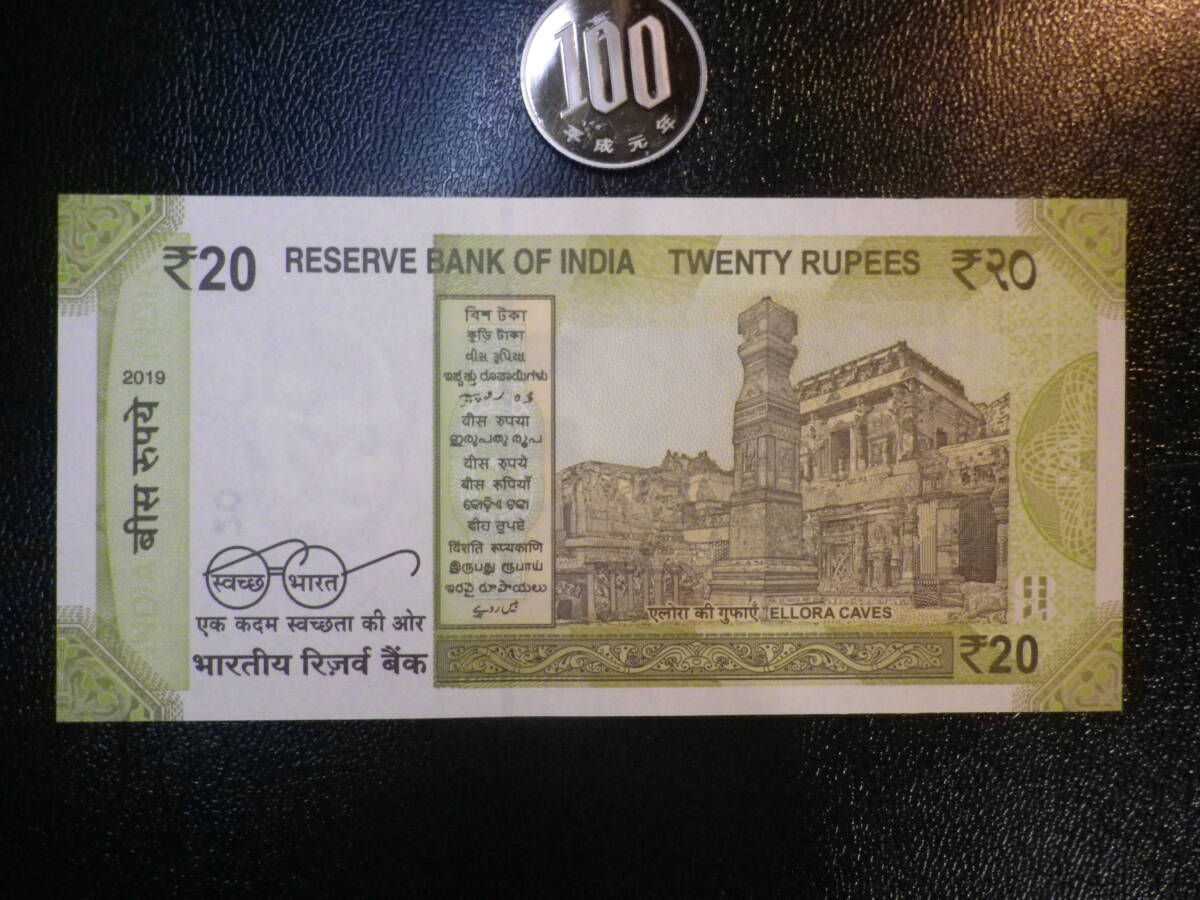 100
平成元年
₹20 RESERVE BANK OF INDIA TWENTY RUPEES ₹२०
2019
बीस रुपये
বিশ টকা
কুড়ি টাকা
વીસ રૂપિયા
ಇಪ್ಪತ್ತು ರೂಪಾಯಿಗಳು
वीस रुपया
ഇരുപതു രൂപ
वीस रुपये
बीस रुपियाँ
କୋଡ଼ିଏ ଟଙ୍କା
ਵੀਹ ਰੁਪਏ
विंशति रूप्यकाणि
இருபது ரூபாய்
ఇరవై రూపాయలు
بیس روپیے
स्वच्छ भारत
एक कदम स्वच्छता की ओर
भारतीय रिज़र्व बैंक
एलोरा की गुफाएँ ELLORA CAVES
₹20